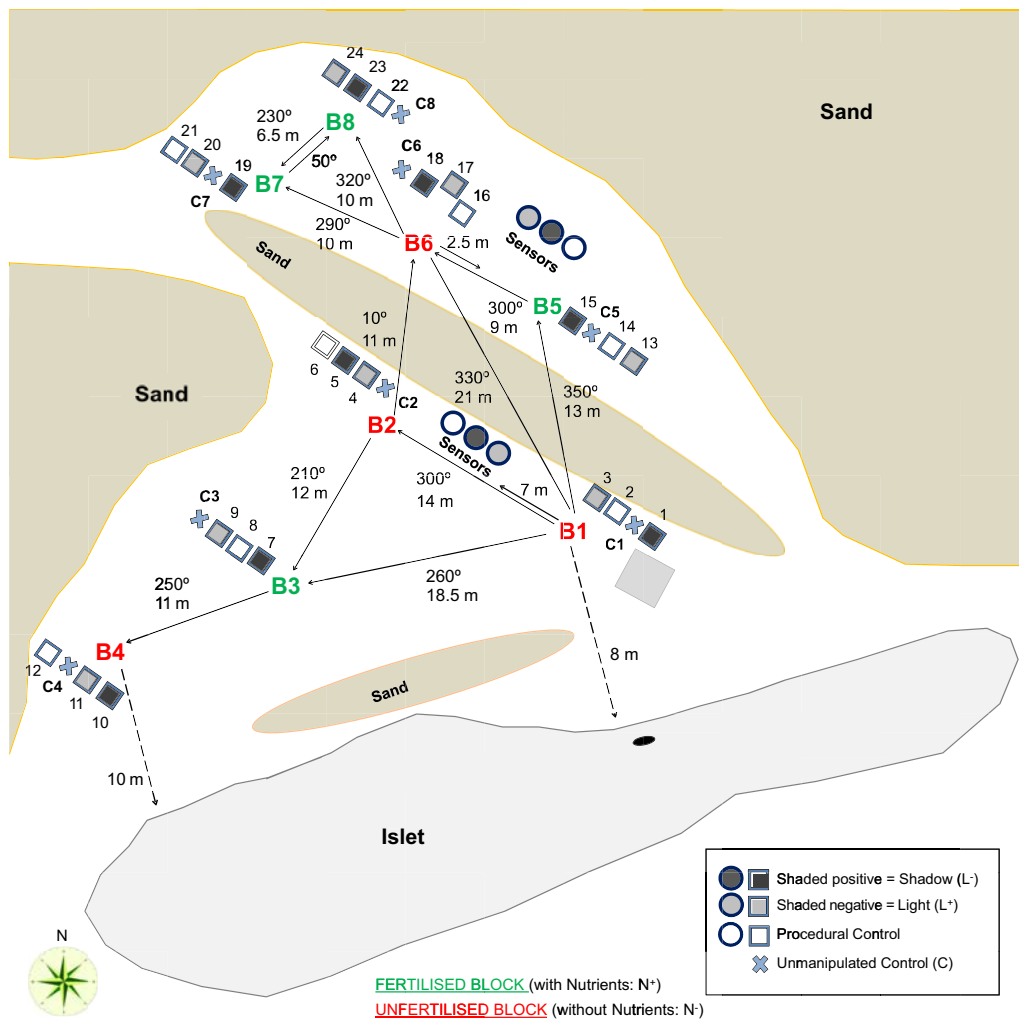 24
23
22
C8
Sand
230º
6.5 m
B8
50º
21
20
19
C7
B7
C6
18
17
16
320º
10 m
290º
10 m
B6
2.5 m
Sensors
Sand
300º
9 m
B5
15
C5
14
13
10º
11 m
6
5
4
C2
330º
21 m
350º
13 m
Sand
B2
Sensors
210º
12 m
300º
14 m
7 m
3
2
1
C1
B1
C3
9
8
7
B3
260º
18.5 m
250º
11 m
B4
12
C4
11
10
8 m
Sand
10 m
Islet
Shaded positive = Shadow (L-)
Shaded negative = Light (L+)
Procedural Control
Unmanipulated Control (C)
N
FERTILISED BLOCK (with Nutrients: N+)
UNFERTILISED BLOCK (without Nutrients: N-)